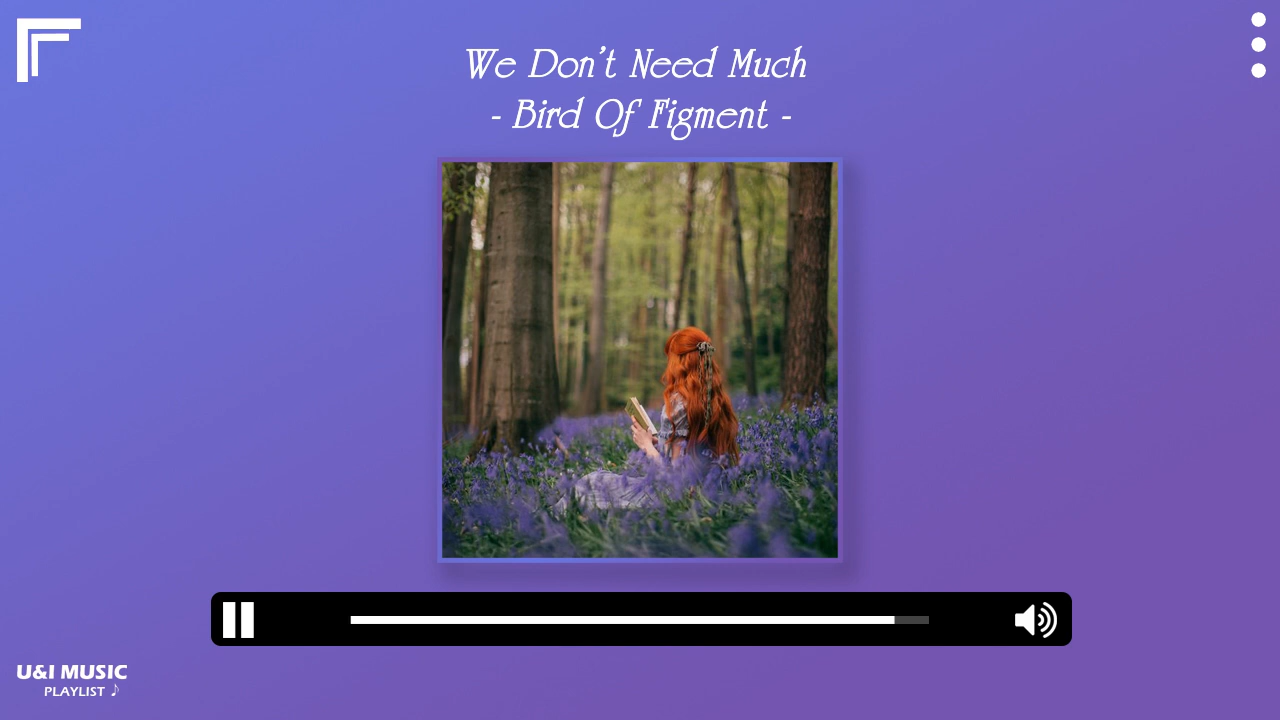 We Don't Need Much
- Bird Of Figment -
U&I MUSIC
PLAYLIST ♪